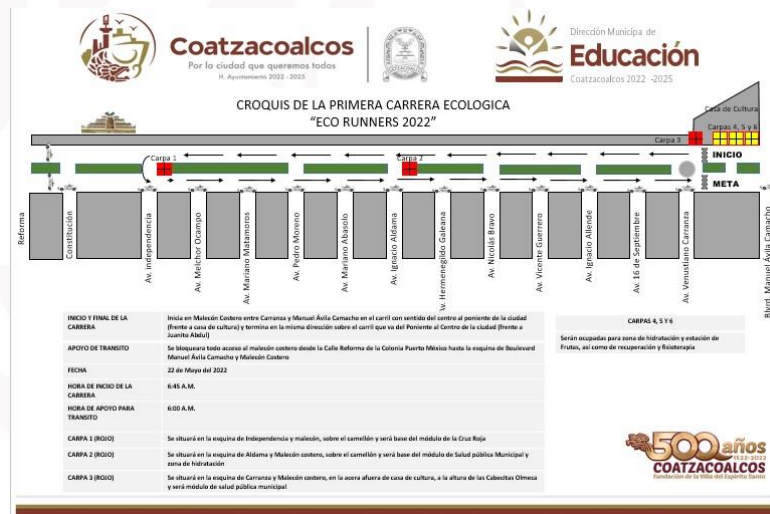 Coatzacoalcos
Por la ciudad que queremos todos
H. Ayuntamiento 2022 - 2025
Dirección Municipa de
Educación
Coatzacoalcos 2022 -2025
CROQUIS DE LA PRIMERA CARRERA ECOLOGICA
“ECO RUNNERS 2022”
Casa de Cultura
Carpas 4, 5 y 6
Carpa 3
INICIO
Carpa 1
Carpa 2
META
Reforma
Constitución
Av. independencia
Av. Melchor Ocampo
Av. Mariano Matamoros
Av. Pedro Moreno
Av. Mariano Abasolo
Av. Ignacio Aldama
Av. Hermenegildo Galeana
Av. Nicolás Bravo
Av. Vicente Guerrero
Av. Ignacio Allende
Av. 16 de Septiembre
Av. Venustiano Carranza
Blvrd. Manuel Ávila Camacho
INICIO Y FINAL DE LA
CARRERA
Inicia en Malecón Costero entre Carranza y Manuel Ávila Camacho en el carril con sentido del centro al poniente de la ciudad
(frente a casa de cultura) y termina en la misma dirección sobre el carril que va del Poniente al Centro de la ciudad (frente a
Juanito Abdul)
APOYO DE TRANSITO
Se bloqueara todo acceso al malecón costero desde la Calle Reforma de la Colonia Puerto México hasta la esquina de Boulevard
Manuel Ávila Camacho y Malecón Costero
FECHA
22 de Mayo del 2022
HORA DE INCIO DE LA
CARRERA
6:45 A.M.
HORA DE APOYO PARA
TRANSITO
6:00 A.M.
CARPA 1 (ROJO)
Se situará en la esquina de Independencia y malecón, sobre el camellón y será base del módulo de la Cruz Roja
CARPA 2 (ROJO)
Se situará en la esquina de Aldama y Malecón costero, sobre el camellón y será base del módulo de Salud pública Municipal y
zona de hidratación
CARPA 3 (ROJO)
Se situará en la esquina de Carranza y Malecón costero, en la acera afuera de casa de cultura, a la altura de las Cabecitas Olmeca
y será módulo de salud pública municipal
CARPAS 4, 5 Y 6
Serán ocupadas para zona de hidratación y estación de
Frutas, así como de recuperación y fisioterapia
500 años
1522-2022
COATZACOALCOS
Fundación de la Villa del Espíritu Santo